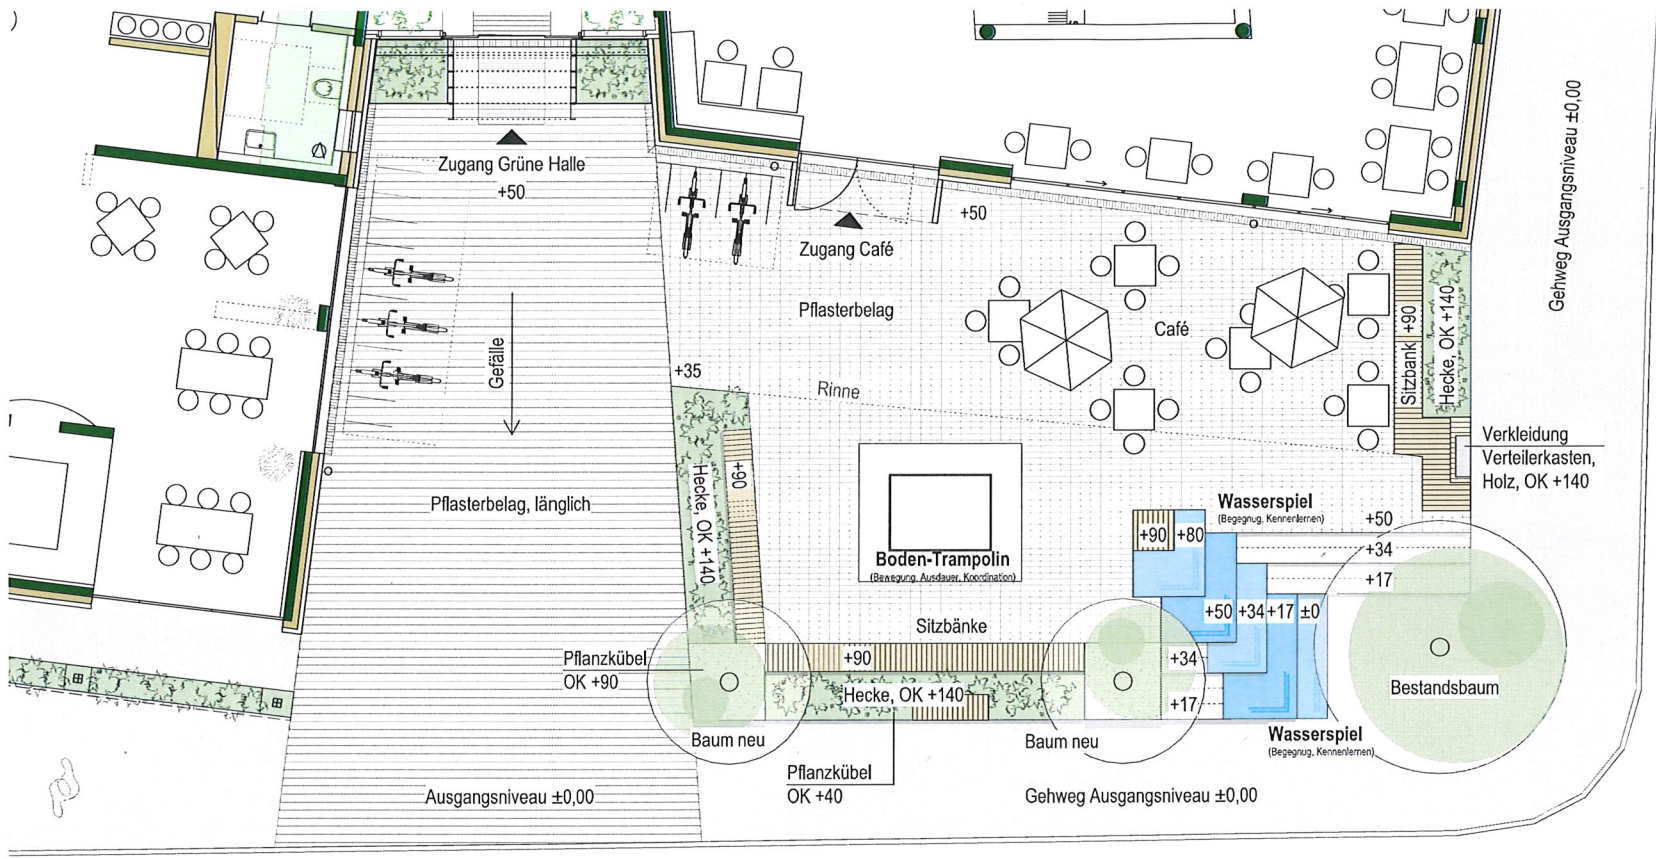 Zugang Grüne Halle
+50
Zugang Café
+50
Pflasterbelag
Café
Rinne
+35
Gefälle
Pflasterbelag, länglich
Hecke, OK +140
+90
Boden-Trampolin
(Bewegung, Ausdauer, Koordination)
Sitzbank +90
Hecke, OK +140
Gehweg Ausgangsniveau ±0,00
Verkleidung
Verteilerkasten,
Holz, OK +140
Wasserspiel
(Begegnug, Kennenlernen)
+50
+34
+17
+90
+80
+50
+34
+17
±0
Sitzbänke
+90
+34
+17
Hecke, OK +140
Pflanzkübel
OK +90
Baum neu
Baum neu
Bestandsbaum
Wasserspiel
(Begegnug, Kennenlernen)
Pflanzkübel
OK +40
Ausgangsniveau ±0,00
Gehweg Ausgangsniveau ±0,00